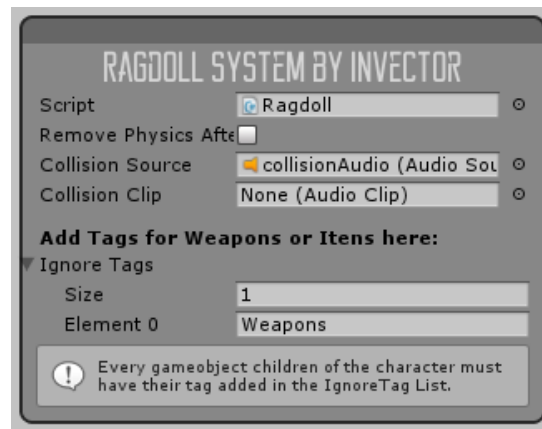 RAGDOLL SYSTEM BY INVECTOR
Script Ragdoll
Remove Physics Afte
Collision Source collisionAudio (Audio Sou
Collision Clip None (Audio Clip)
Add Tags for Weapons or Itens here:
Ignore Tags
Size 1
Element 0 Weapons
Every gameobject children of the character must
have their tag added in the IgnoreTag List.